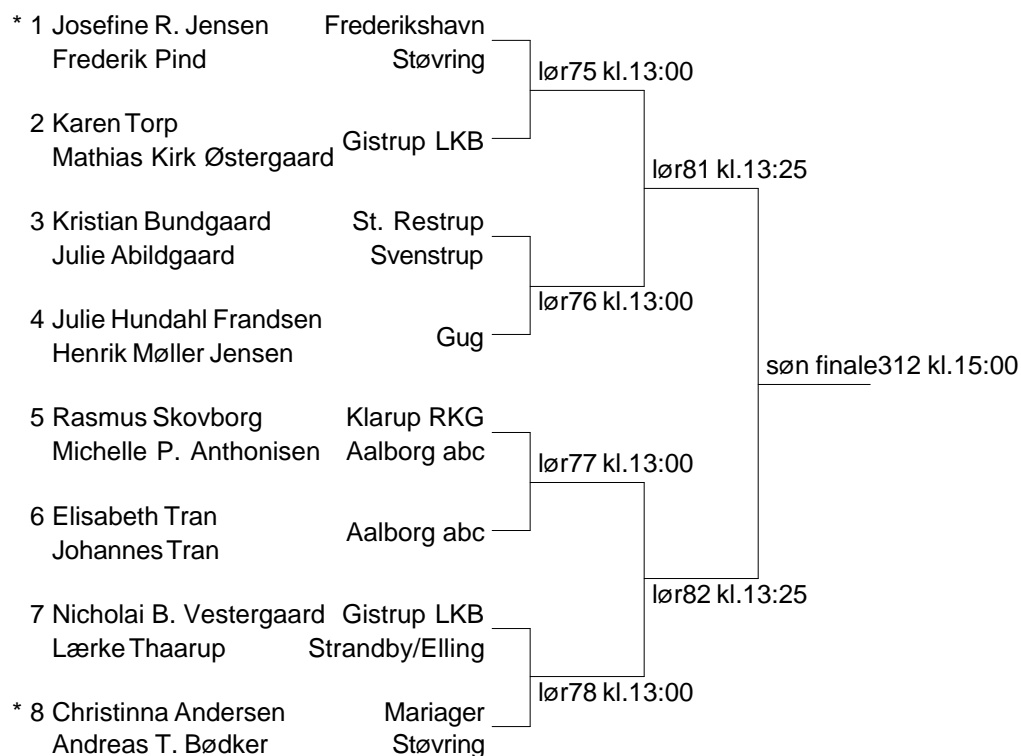 * 1 Josefine R. Jensen Frederikshavn
Frederik Pind Støvring
lør75 kl.13:00
2 Karen Torp
Gistrup LKB
Mathias Kirk Østergaard
lør81 kl.13:25
3 Kristian Bundgaard St. Restrup
Julie Abildgaard Svenstrup
lør76 kl.13:00
4 Julie Hundahl Frandsen
Gug
Henrik Møller Jensen
søn finale312 kl.15:00
5 Rasmus Skovborg Klarup RKG
Michelle P. Anthonisen Aalborg abc
lør77 kl.13:00
6 Elisabeth Tran
Aalborg abc
Johannes Tran
lør82 kl.13:25
7 Nicholai B. Vestergaard Gistrup LKB
Lærke Thaarup Strandby/Elling
lør78 kl.13:00
* 8 Christinna Andersen Mariager
Andreas T. Bødker Støvring